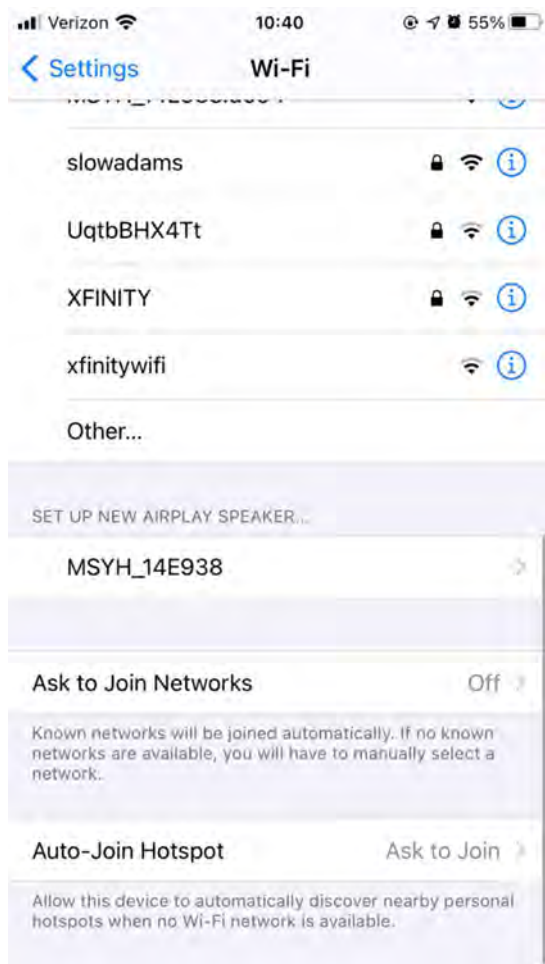 Verizon 10:40 55%
Settings Wi-Fi
slowadams
UqtbBHX4Tt
XFINITY
xfinitywifi
Other...
SET UP NEW AIRPLAY SPEAKER...
MSYH_14E938
Ask to Join Networks Off
Known networks will be joined automatically. If no known
networks are available, you will have to manually select a
network.
Auto-Join Hotspot Ask to Join
Allow this device to automatically discover nearby personal
hotspots when no Wi-Fi network is available.